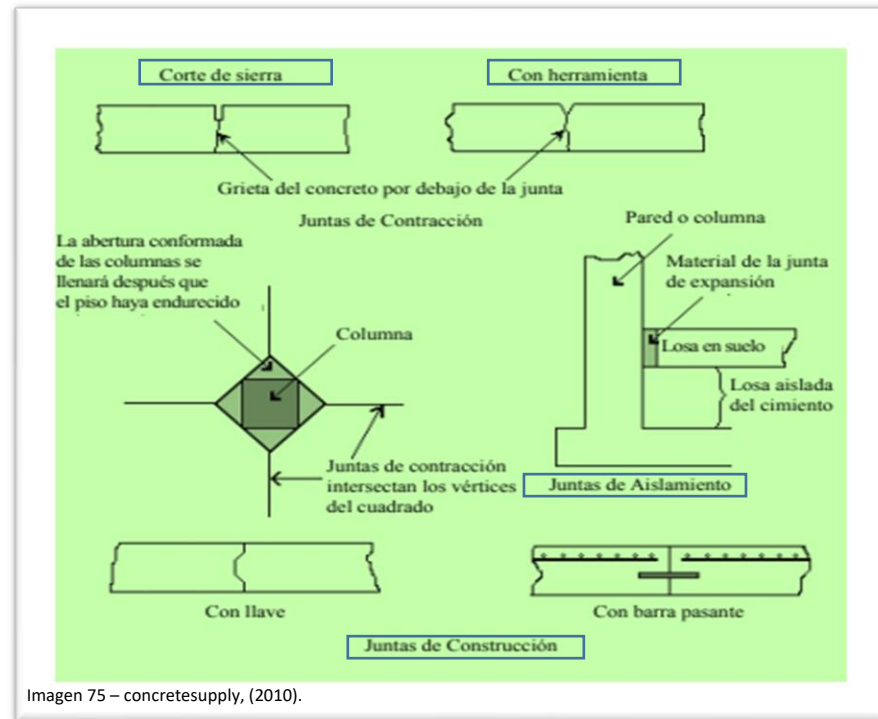 Corte de sierra
Con herramienta
Grieta del concreto por debajo de la junta
Juntas de Contracción
La abertura conformada
de las columnas se
llenará después que
el piso haya endurecido
Columna
Juntas de contracción
intersectan los vértices
del cuadrado
Pared o columna
Material de la junta
de expansión
Losa en suelo
Losa aislada
del cimiento
Juntas de Aislamiento
Con llave
Con barra pasante
Juntas de Construcción
Imagen 75 – concretesupply, (2010).